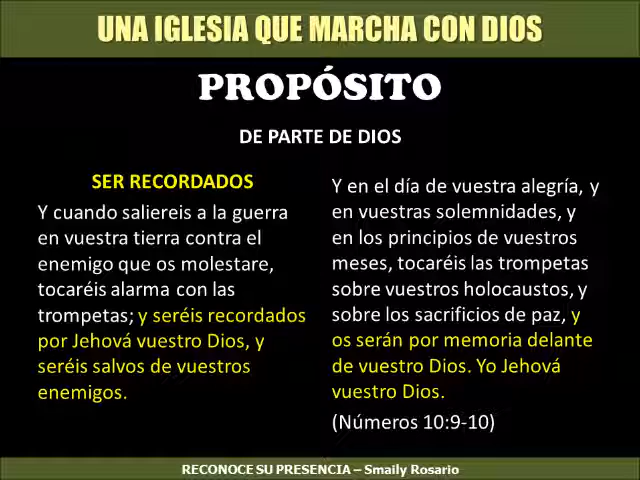 UNA IGLESIA QUE MARCHA CON DIOS
PROPÓSITO
DE PARTE DE DIOS
SER RECORDADOS
Y cuando saliereis a la guerra
en vuestra tierra contra el
enemigo que os molestare,
tocaréis alarma con las
trompetas; y seréis recordados
por Jehová vuestro Dios, y
seréis salvos de vuestros
enemigos.
Y en el día de vuestra alegría, y
en vuestras solemnidades, y
en los principios de vuestros
meses, tocaréis las trompetas
sobre vuestros holocaustos, y
sobre los sacrificios de paz, y
os serán por memoria delante
de vuestro Dios. Yo Jehová
vuestro Dios.
(Números 10:9-10)
RECONOCE SU PRESENCIA – Smaily Rosario